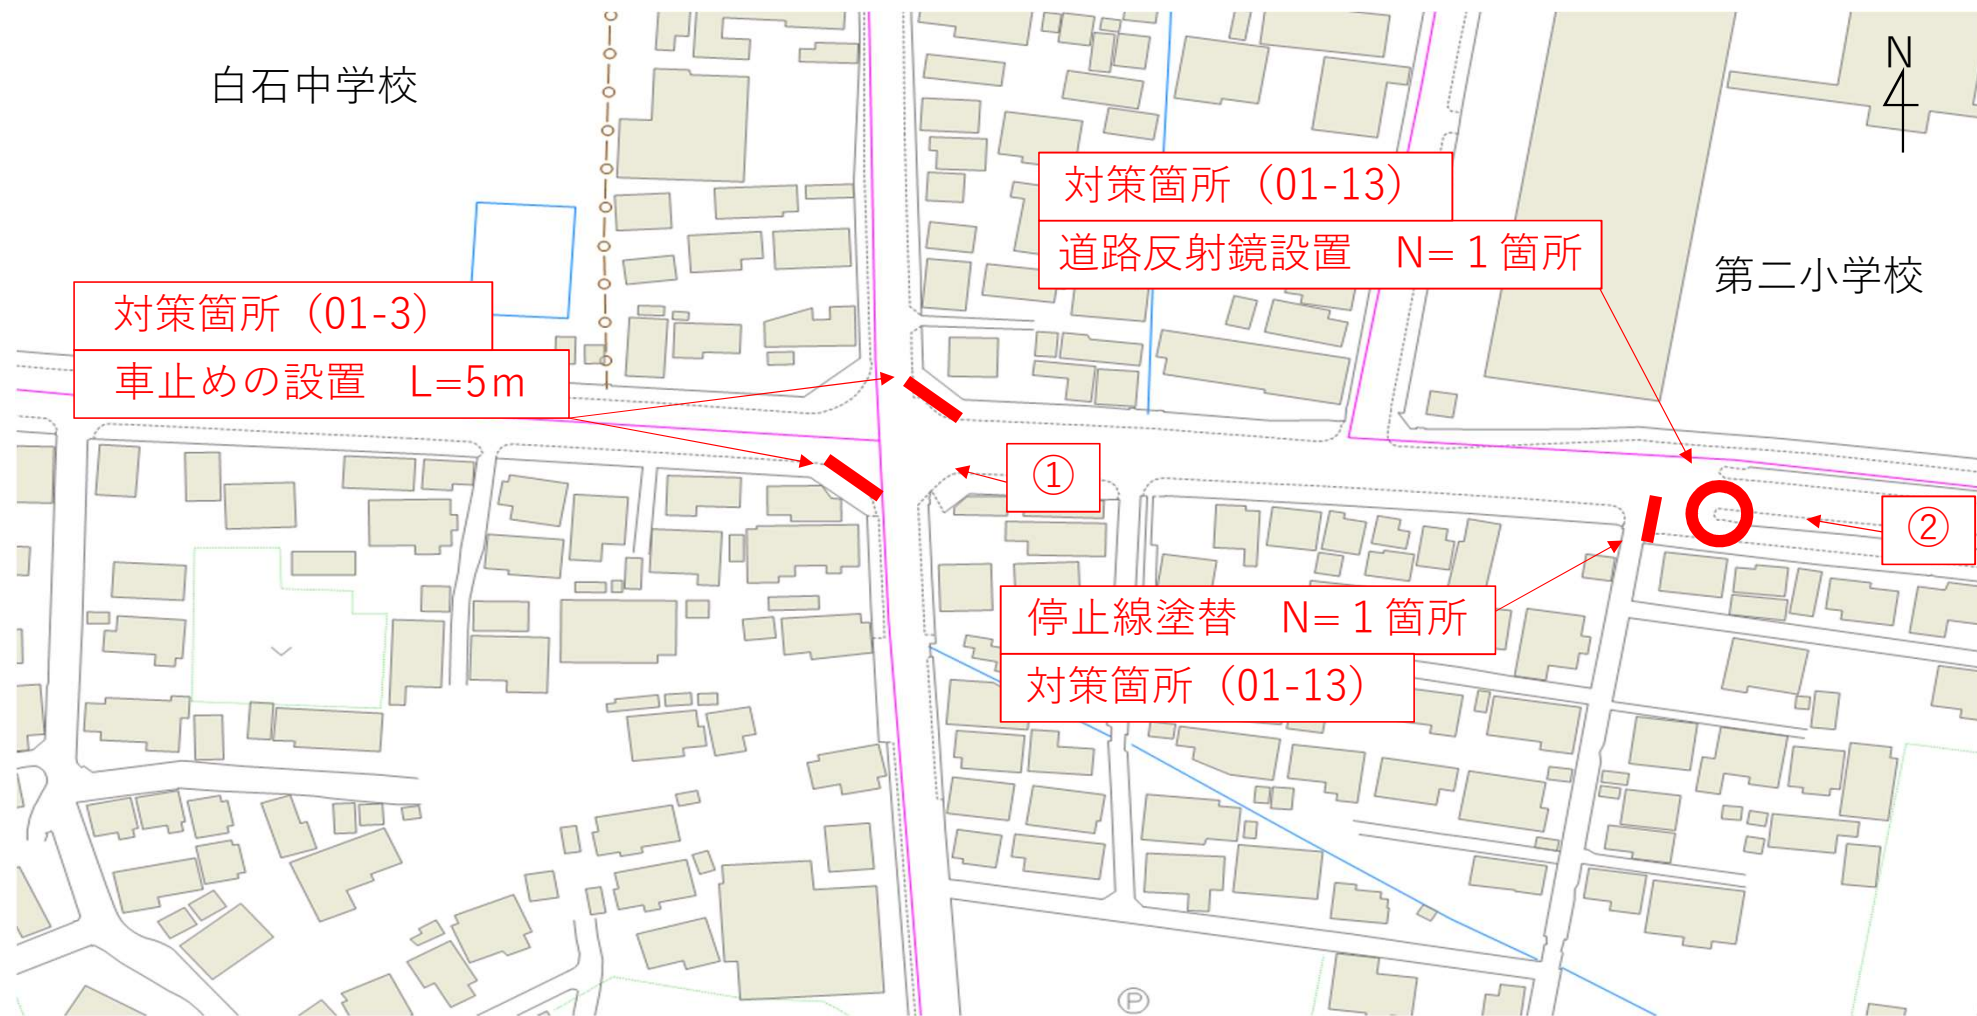 白石中学校
N
対策箇所（01-13）
道路反射鏡設置　N=１箇所
第二小学校
対策箇所（01-3）
車止めの設置　L=5m
①
②
停止線塗替　N=１箇所
対策箇所（01-13）
P